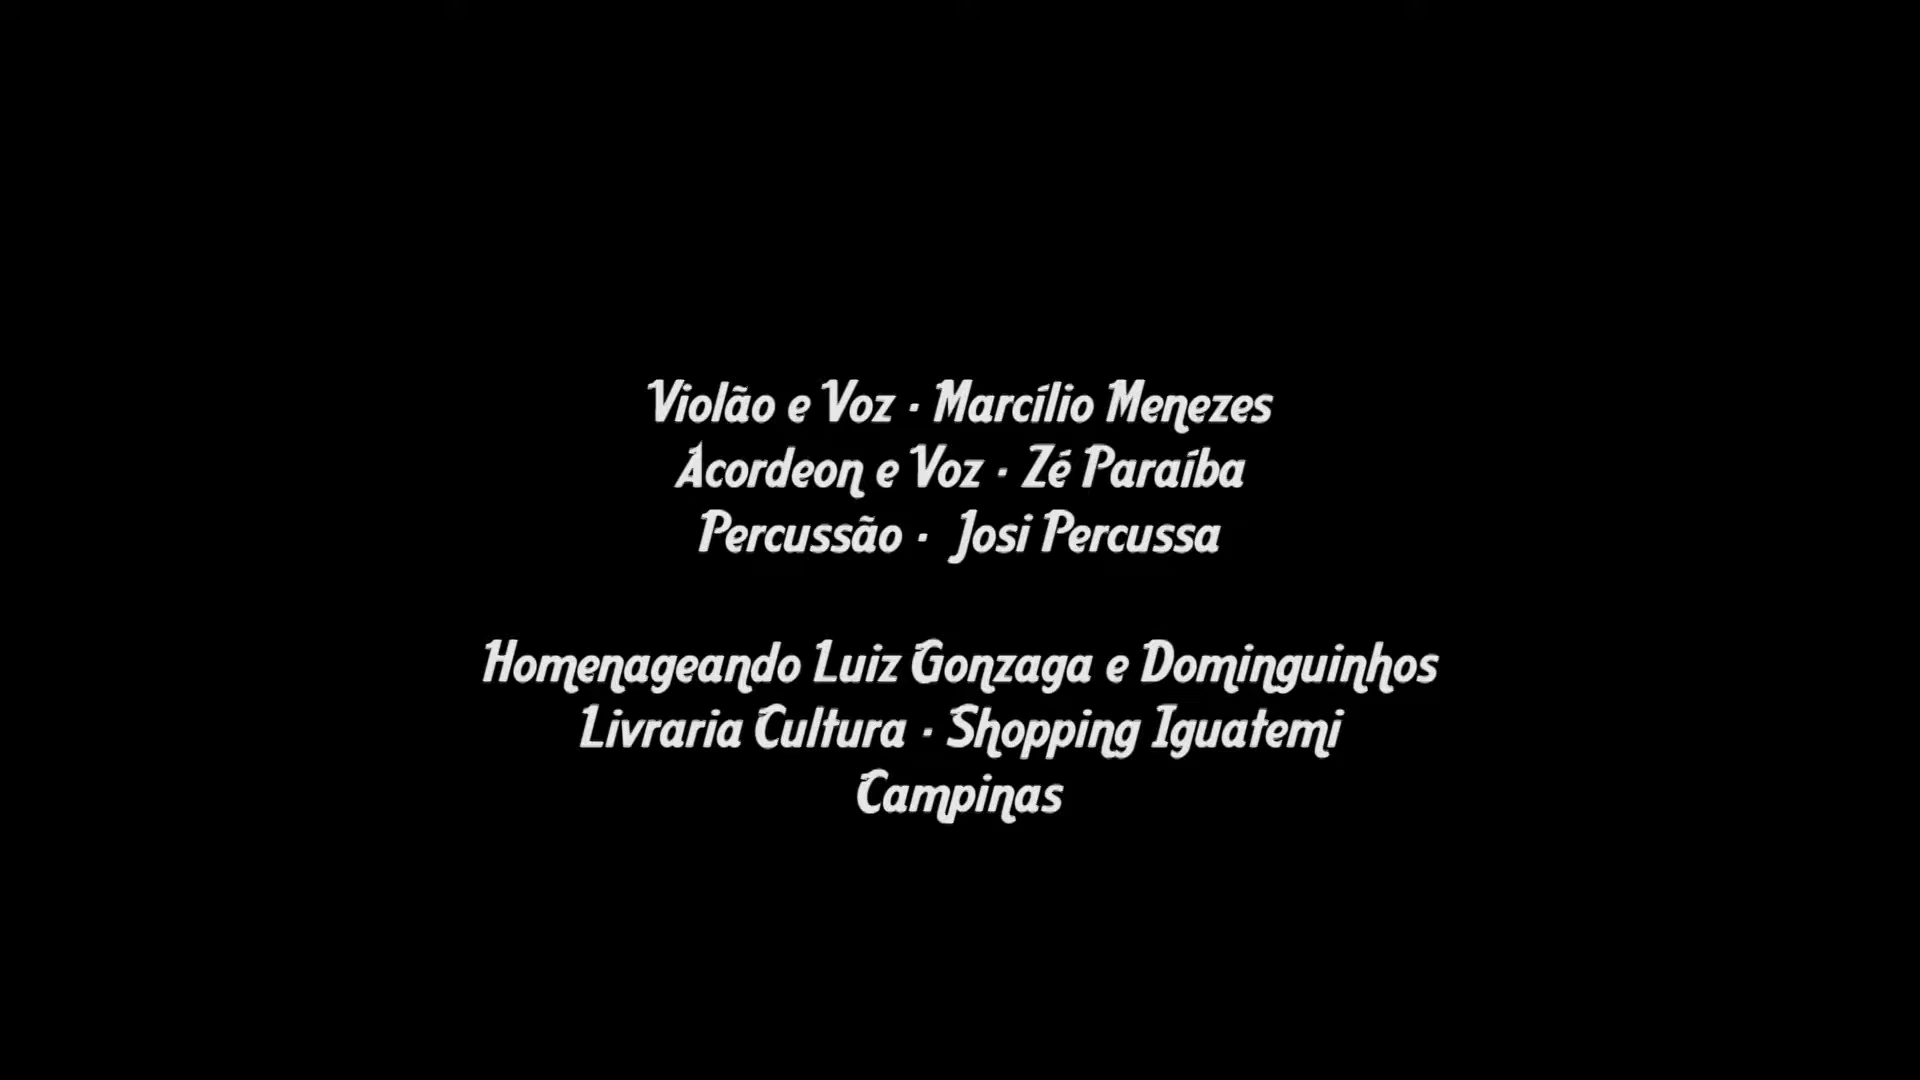 Violão e Voz - Marcílio Menezes
Acordeon e Voz - Zé Paraíba
Percussão - Josi Percussa
Homenageando Luiz Gonzaga e Dominguinhos
Livraria Cultura - Shopping Iguatemi
Campinas